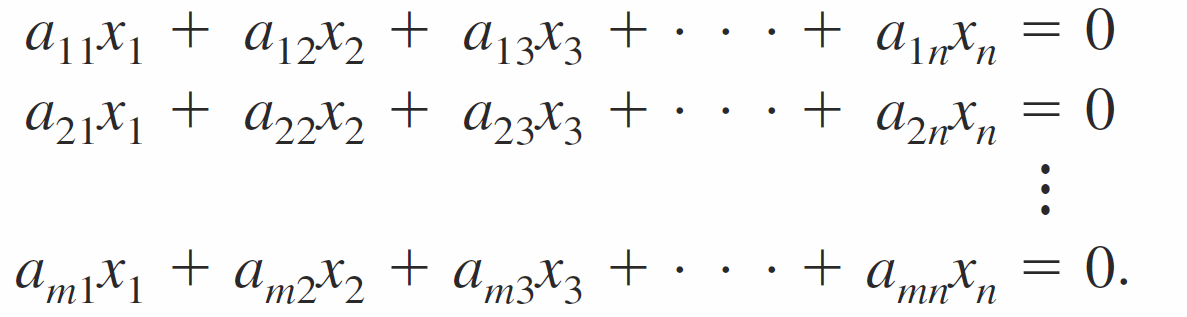 a₁₁x₁ + a₁₂x₂ + a₁₃x₃ + · · · + a₁ₙxₙ = 0
a₂₁x₁ + a₂₂x₂ + a₂₃x₃ + · · · + a₂ₙxₙ = 0
⋮
aₘ₁x₁ + aₘ₂x₂ + aₘ₃x₃ + · · · + aₘₙxₙ = 0.